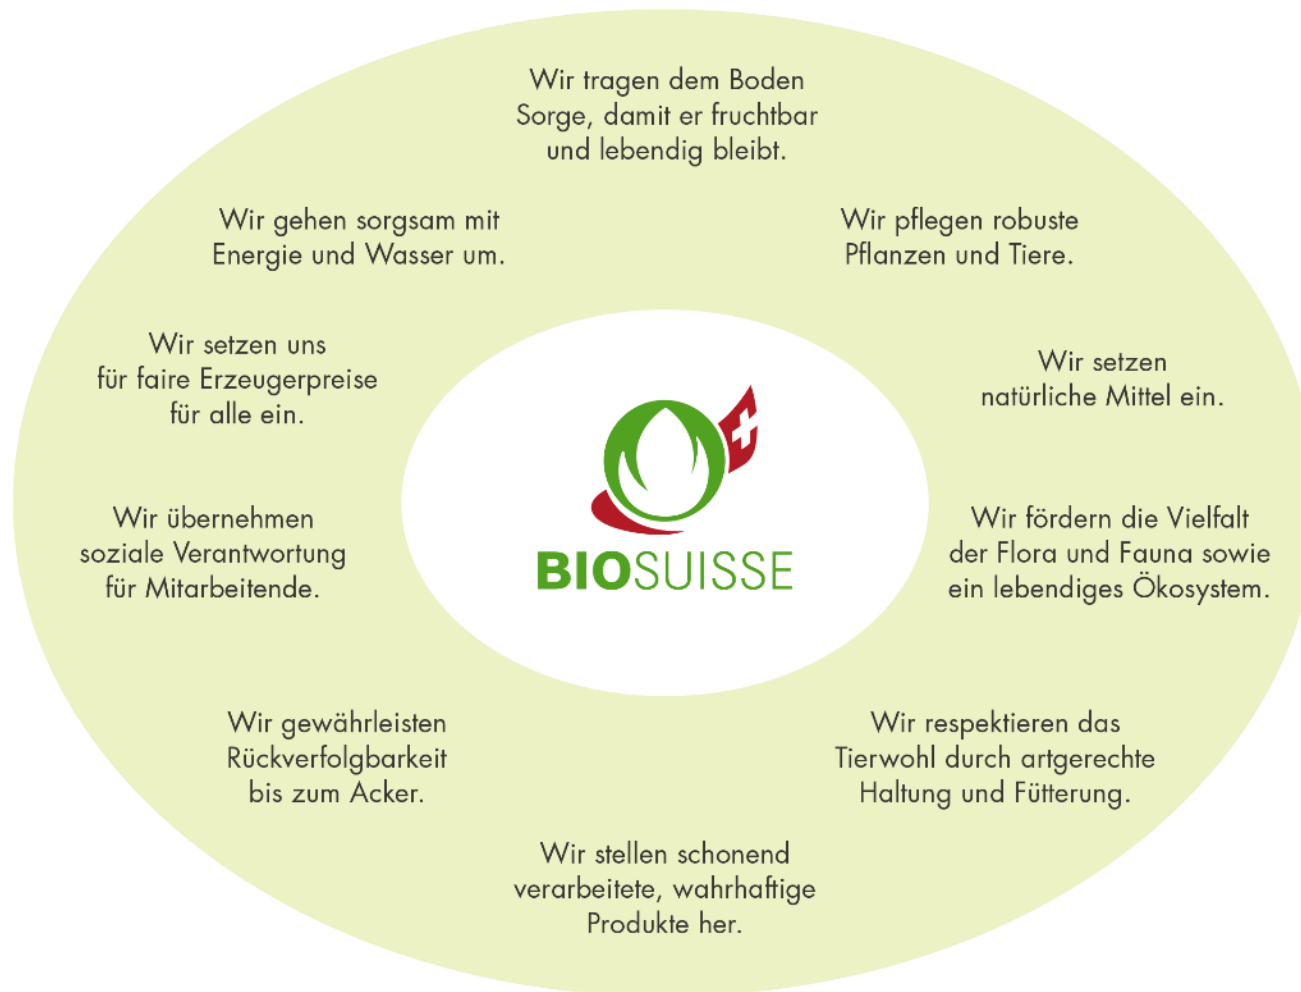 Wir tragen dem Boden
Sorge, damit er fruchtbar
und lebendig bleibt.
Wir pflegen robuste
Pflanzen und Tiere.
Wir setzen
natürliche Mittel ein.
Wir fördern die Vielfalt
der Flora und Fauna sowie
ein lebendiges Ökosystem.
Wir respektieren das
Tierwohl durch artgerechte
Haltung und Fütterung.
Wir stellen schonend
verarbeitete, wahrhaftige
Produkte her.
Wir gewährleisten
Rückverfolgbarkeit
bis zum Acker.
Wir übernehmen
soziale Verantwortung
für Mitarbeitende.
Wir setzen uns
für faire Erzeugerpreise
für alle ein.
Wir gehen sorgsam mit
Energie und Wasser um.
BIOSUISSE